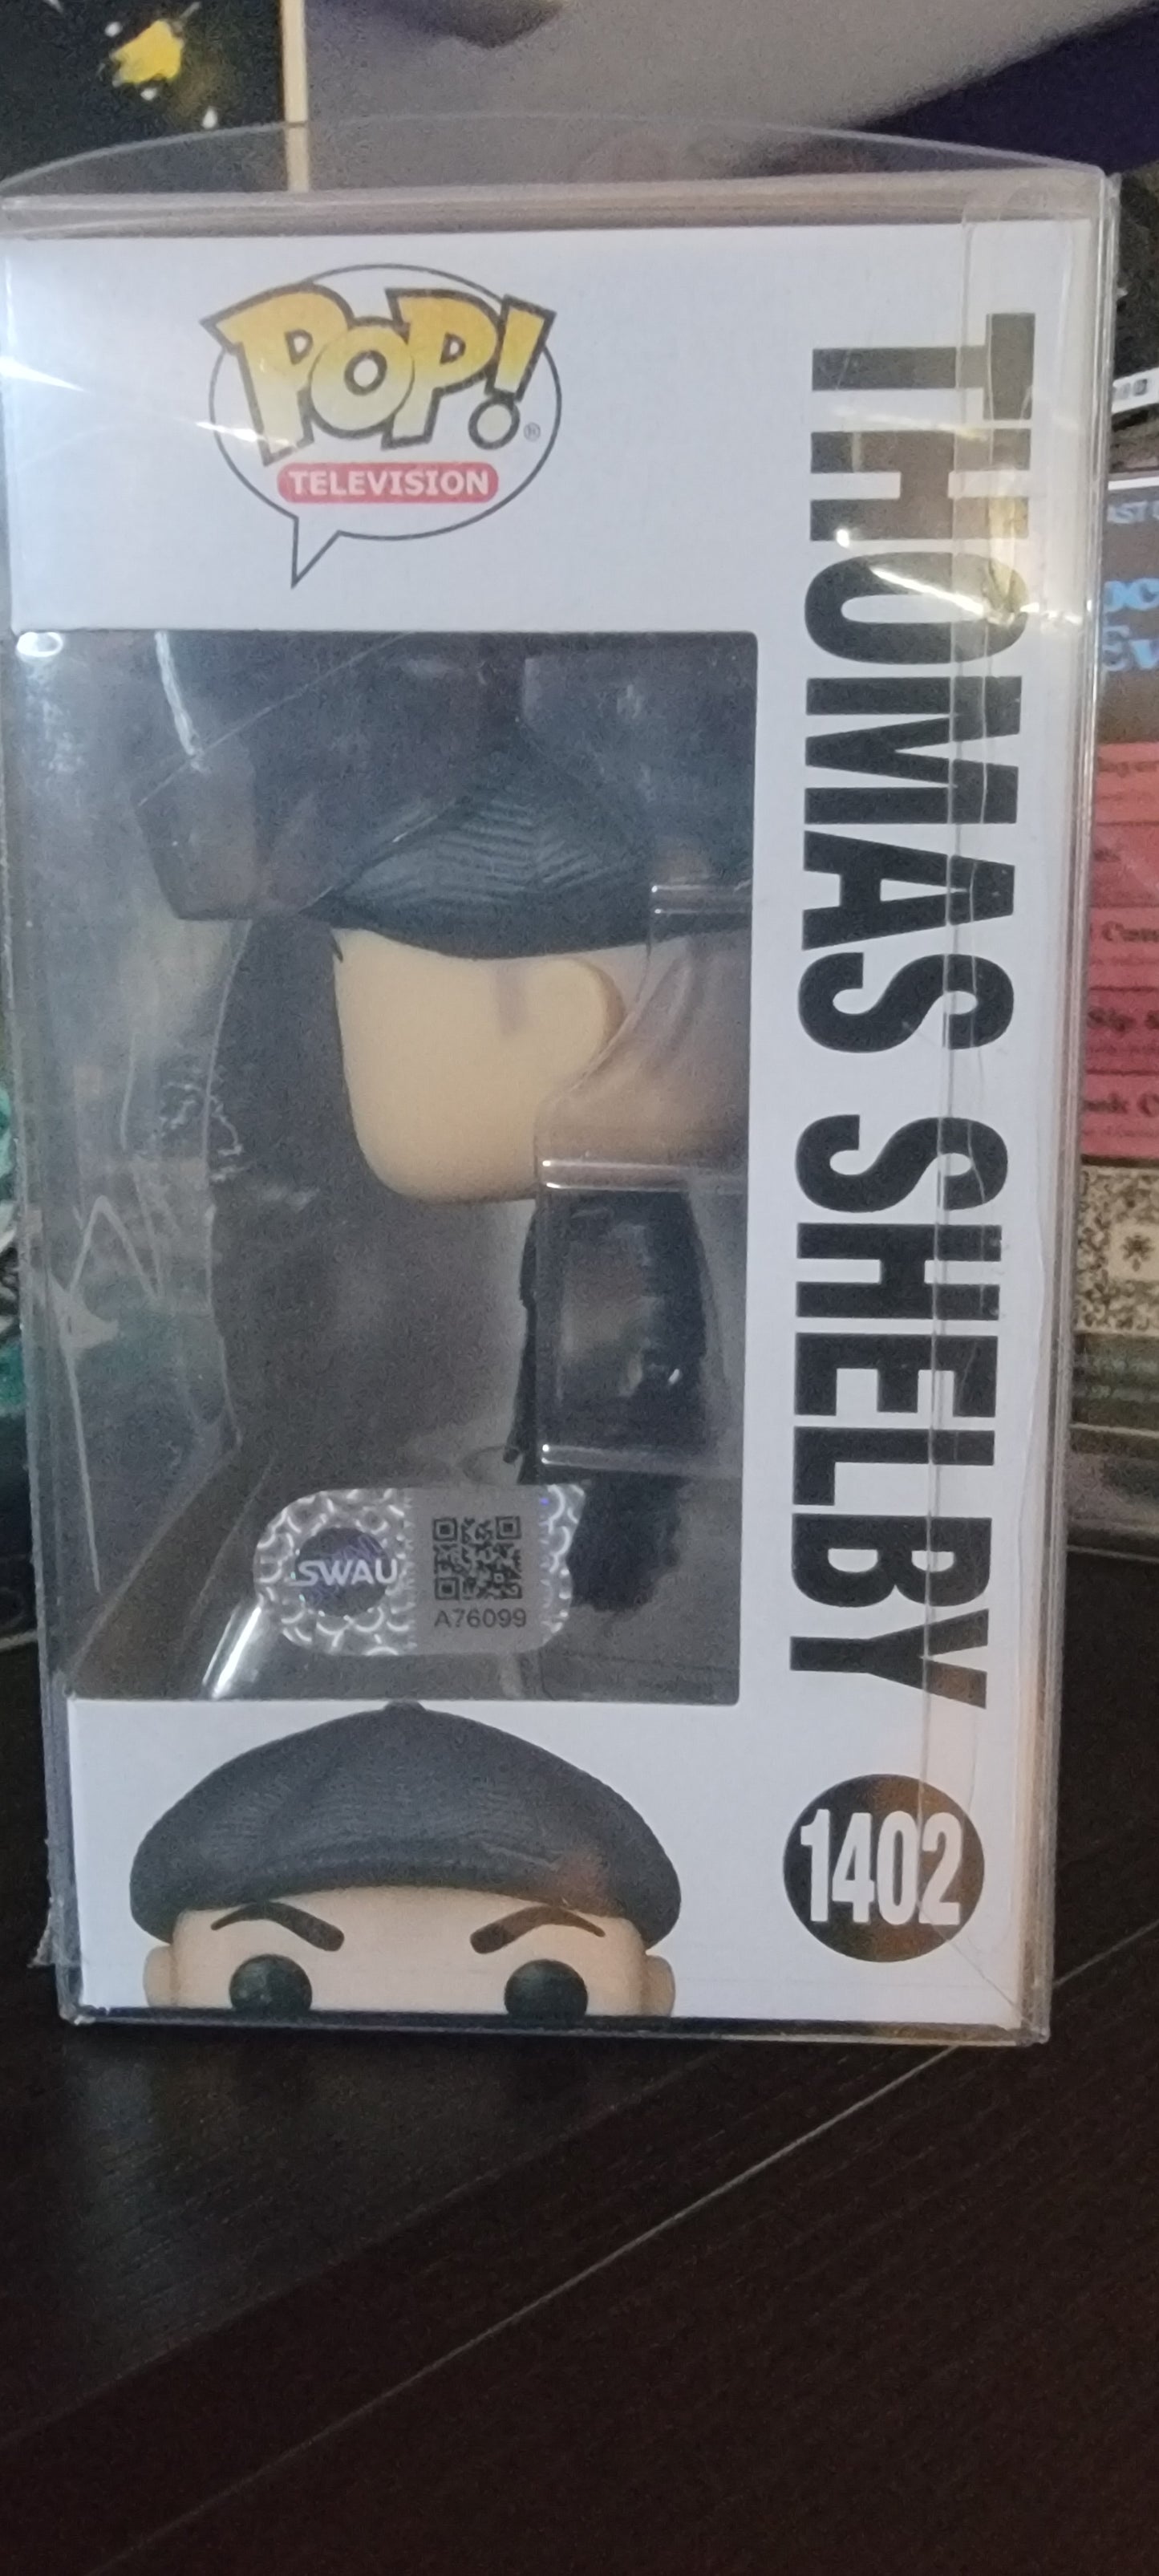 POP!
®
TELEVISION
THOMAS SHELBY
1402
SWAU
A76099